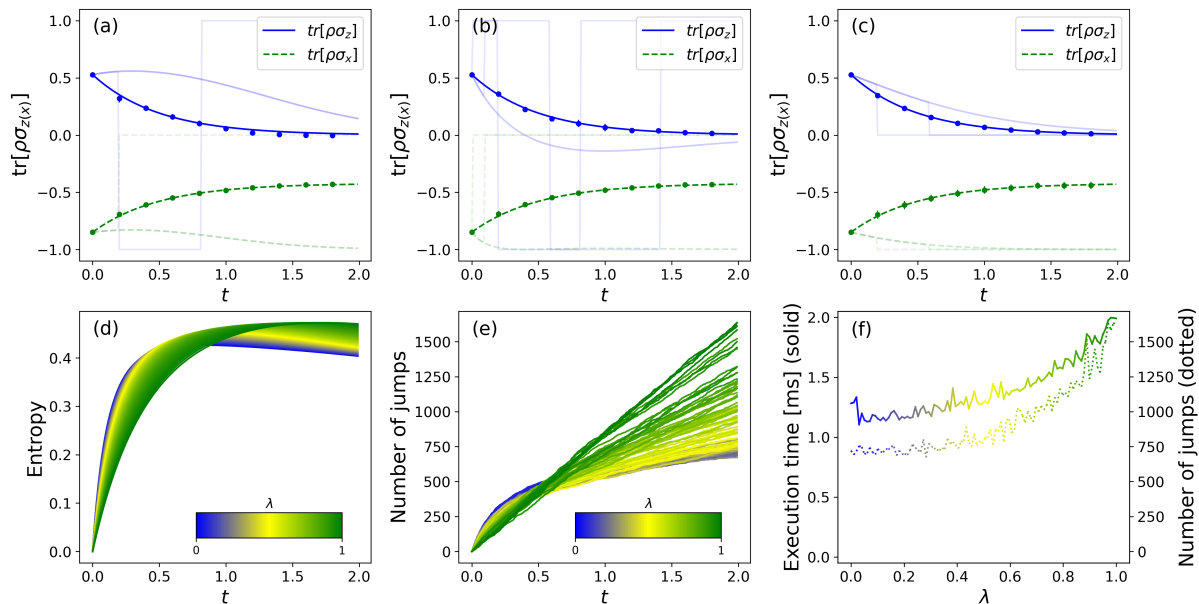 (a)
tr[ρσz]
tr[ρσx]
1.0
0.5
0.0
−0.5
−1.0
tr[ρσz(x)]
0.0 0.5 1.0 1.5 2.0
t
(b)
tr[ρσz]
tr[ρσx]
1.0
0.5
0.0
−0.5
−1.0
tr[ρσz(x)]
0.0 0.5 1.0 1.5 2.0
t
(c)
tr[ρσz]
tr[ρσx]
1.0
0.5
0.0
−0.5
−1.0
tr[ρσz(x)]
0.0 0.5 1.0 1.5 2.0
t
(d)
0.4
0.3
0.2
0.1
0.0
Entropy
λ
0 1
0.0 0.5 1.0 1.5 2.0
t
(e)
1500
1250
1000
750
500
250
0
Number of jumps
λ
0 1
0.0 0.5 1.0 1.5 2.0
t
(f)
2.0
1.5
1.0
0.5
0.0
Execution time [ms] (solid)
1500
1250
1000
750
500
250
0
Number of jumps (dotted)
0.0 0.2 0.4 0.6 0.8 1.0
λ